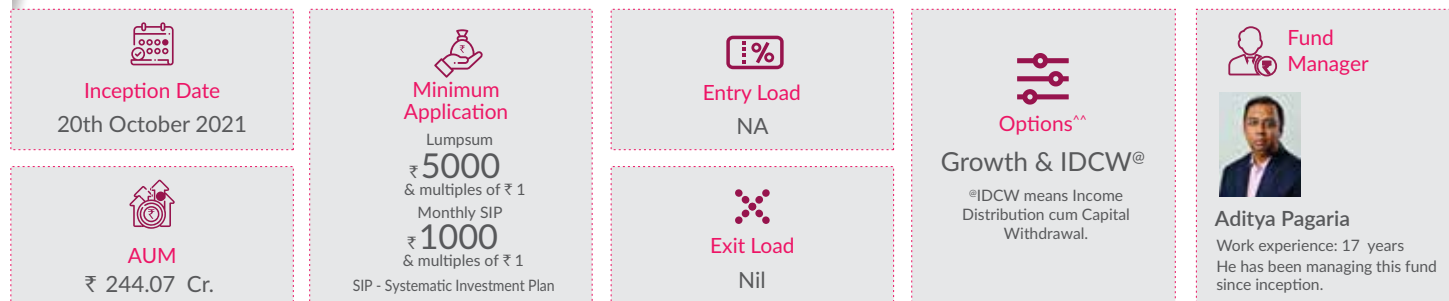 Inception Date
20th October 2021
AUM
₹ 244.07 Cr.
Minimum
Application
Lumpsum
₹ 5000
& multiples of ₹ 1
Monthly SIP
₹ 1000
& multiples of ₹ 1
SIP - Systematic Investment Plan
Entry Load
NA
Exit Load
Nil
Options^^
Growth & IDCW@
@IDCW means Income
Distribution cum Capital
Withdrawal.
Fund
Manager
Aditya Pagaria
Work experience: 17 years
He has been managing this fund
since inception.